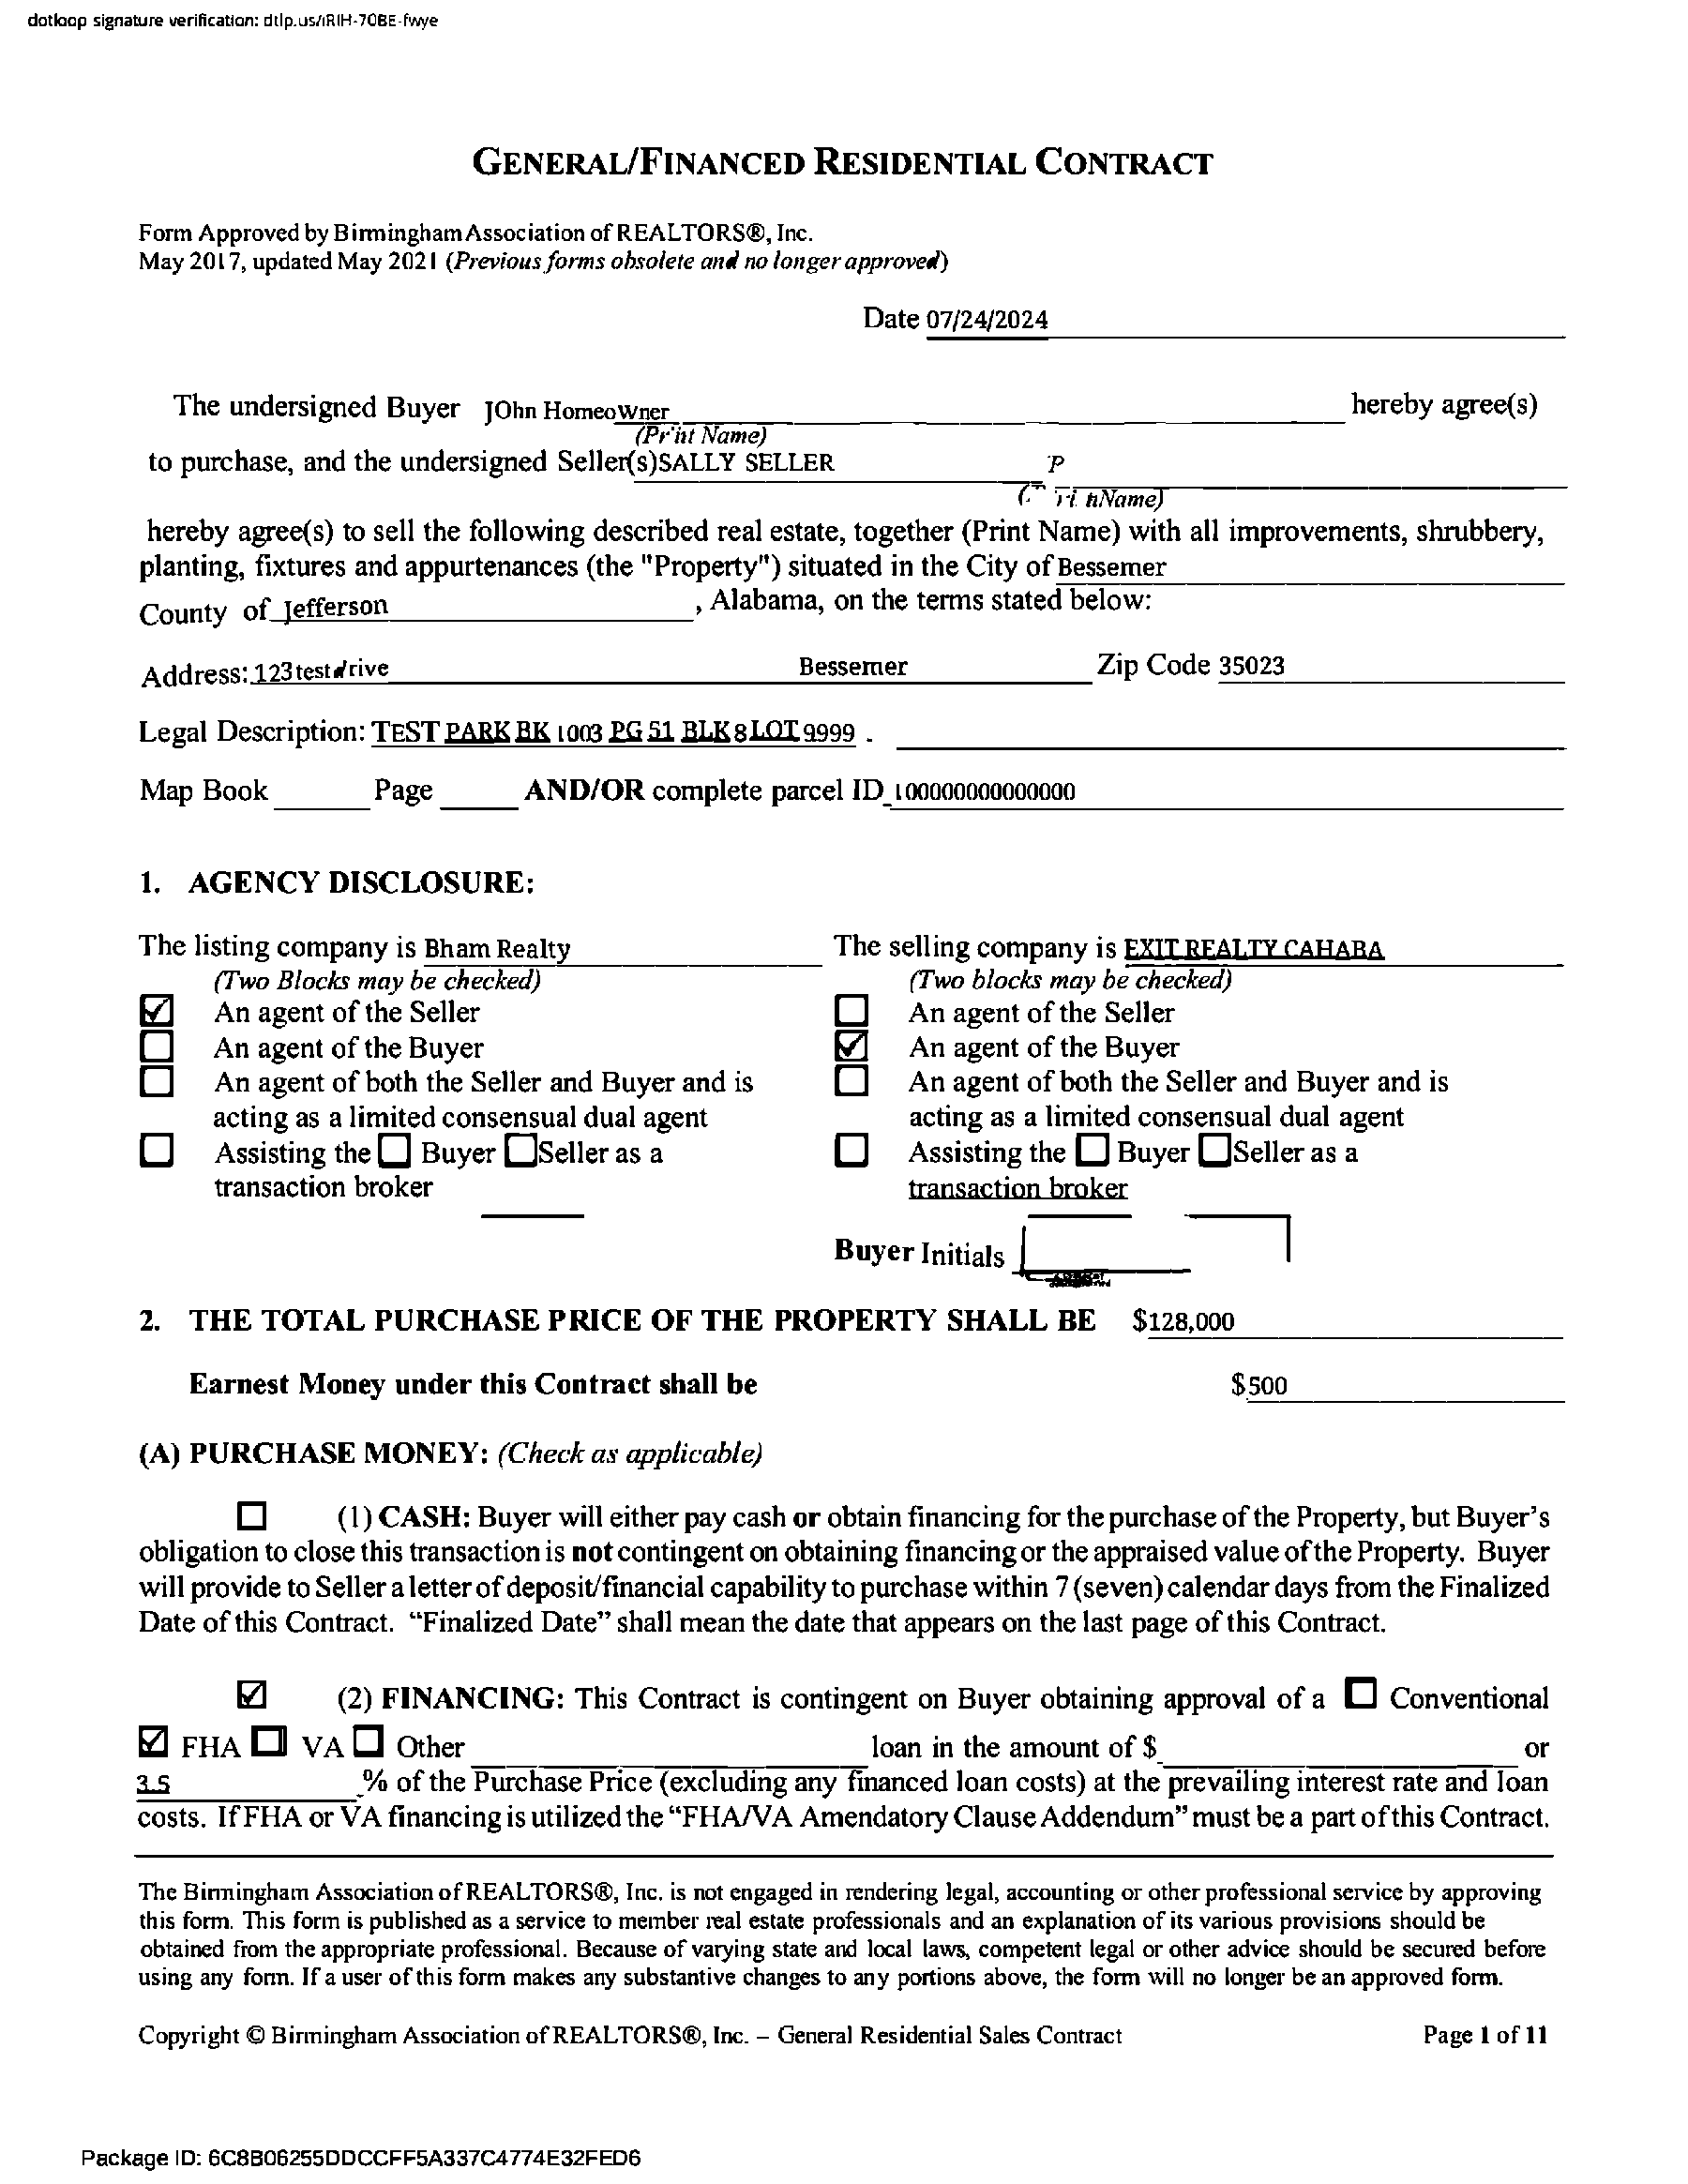 dotloop signature verification: dtlp.us/iRIH-70BE-fwye
GENERAL/FINANCED RESIDENTIAL CONTRACT
Form Approved by Birmingham Association of REALTORS®, Inc.
May 2017, updated May 2021 (Previous forms obsolete and no longer approved)
Date 07/24/2024
The undersigned Buyer JOhn Homeowner hereby agree(s)
(Print Name)
to purchase, and the undersigned Seller(s) SALLY SELLER
hereby agree(s) to sell the following described real estate, together (Print Name) with all improvements, shrubbery,
planting, fixtures and appurtenances (the "Property") situated in the City of Bessemer
County of Jefferson , Alabama, on the terms stated below:
Address: 123 test drive Bessemer Zip Code 35023
Legal Description: TEST PARK BK 1003 PG 51 BLK 8 LOT 9999 .
Map Book Page AND/OR complete parcel ID 100000000000000
1. AGENCY DISCLOSURE:
The listing company is Bham Realty The selling company is EXIT REALTY CAHABA
(Two Blocks may be checked) (Two blocks may be checked)
☑ An agent of the Seller ☐ An agent of the Seller
☐ An agent of the Buyer ☑ An agent of the Buyer
☐ An agent of both the Seller and Buyer and is ☐ An agent of both the Seller and Buyer and is
acting as a limited consensual dual agent acting as a limited consensual dual agent
☐ Assisting the ☐ Buyer ☐ Seller as a ☐ Assisting the ☐ Buyer ☐ Seller as a
transaction broker transaction broker
Buyer Initials
2. THE TOTAL PURCHASE PRICE OF THE PROPERTY SHALL BE $128,000
Earnest Money under this Contract shall be $500
(A) PURCHASE MONEY: (Check as applicable)
☐ (1) CASH: Buyer will either pay cash or obtain financing for the purchase of the Property, but Buyer's
obligation to close this transaction is not contingent on obtaining financing or the appraised value of the Property. Buyer
will provide to Seller a letter of deposit/financial capability to purchase within 7 (seven) calendar days from the Finalized
Date of this Contract. "Finalized Date" shall mean the date that appears on the last page of this Contract.
☑ (2) FINANCING: This Contract is contingent on Buyer obtaining approval of a ☐ Conventional
☑ FHA ☐ VA ☐ Other loan in the amount of $ or
3.5 % of the Purchase Price (excluding any financed loan costs) at the prevailing interest rate and loan
costs. If FHA or VA financing is utilized the "FHA/VA Amendatory Clause Addendum" must be a part of this Contract.
The Birmingham Association of REALTORS®, Inc. is not engaged in rendering legal, accounting or other professional service by approving
this form. This form is published as a service to member real estate professionals and an explanation of its various provisions should be
obtained from the appropriate professional. Because of varying state and local laws, competent legal or other advice should be secured before
using any form. If a user of this form makes any substantive changes to any portions above, the form will no longer be an approved form.
Copyright © Birmingham Association of REALTORS®, Inc. – General Residential Sales Contract Page 1 of 11
Package ID: 6C8B06255DDCCFF5A337C4774E32FED6